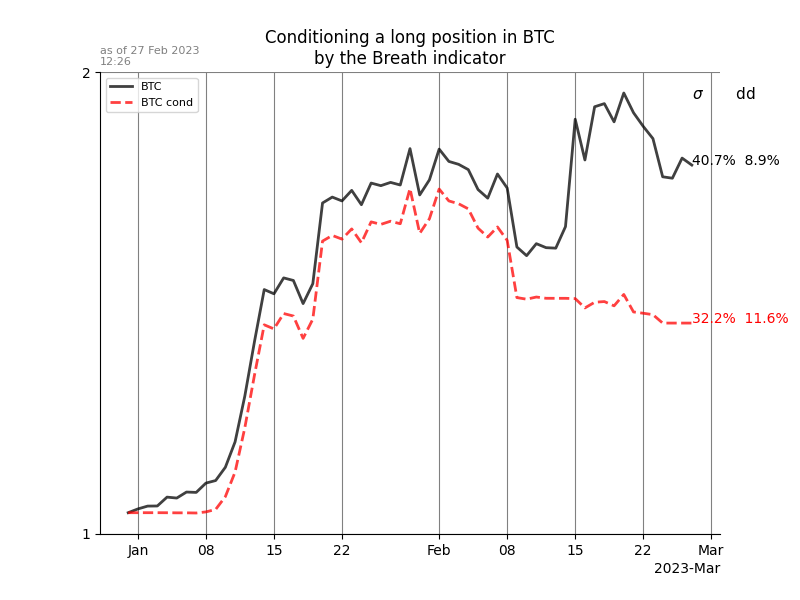 Conditioning a long position in BTC
by the Breath indicator
as of 27 Feb 2023
12:26
2
BTC
BTC cond
σ dd
40.7% 8.9%
32.2% 11.6%
1
Jan 08 15 22 Feb 08 15 22 Mar
2023-Mar